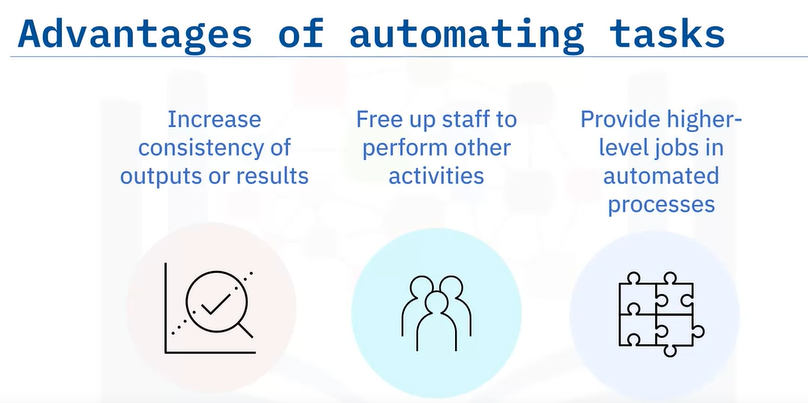 Advantages of automating tasks
Increase
consistency of
outputs or results
Free up staff to
perform other
activities
Provide higher-
level jobs in
automated
processes